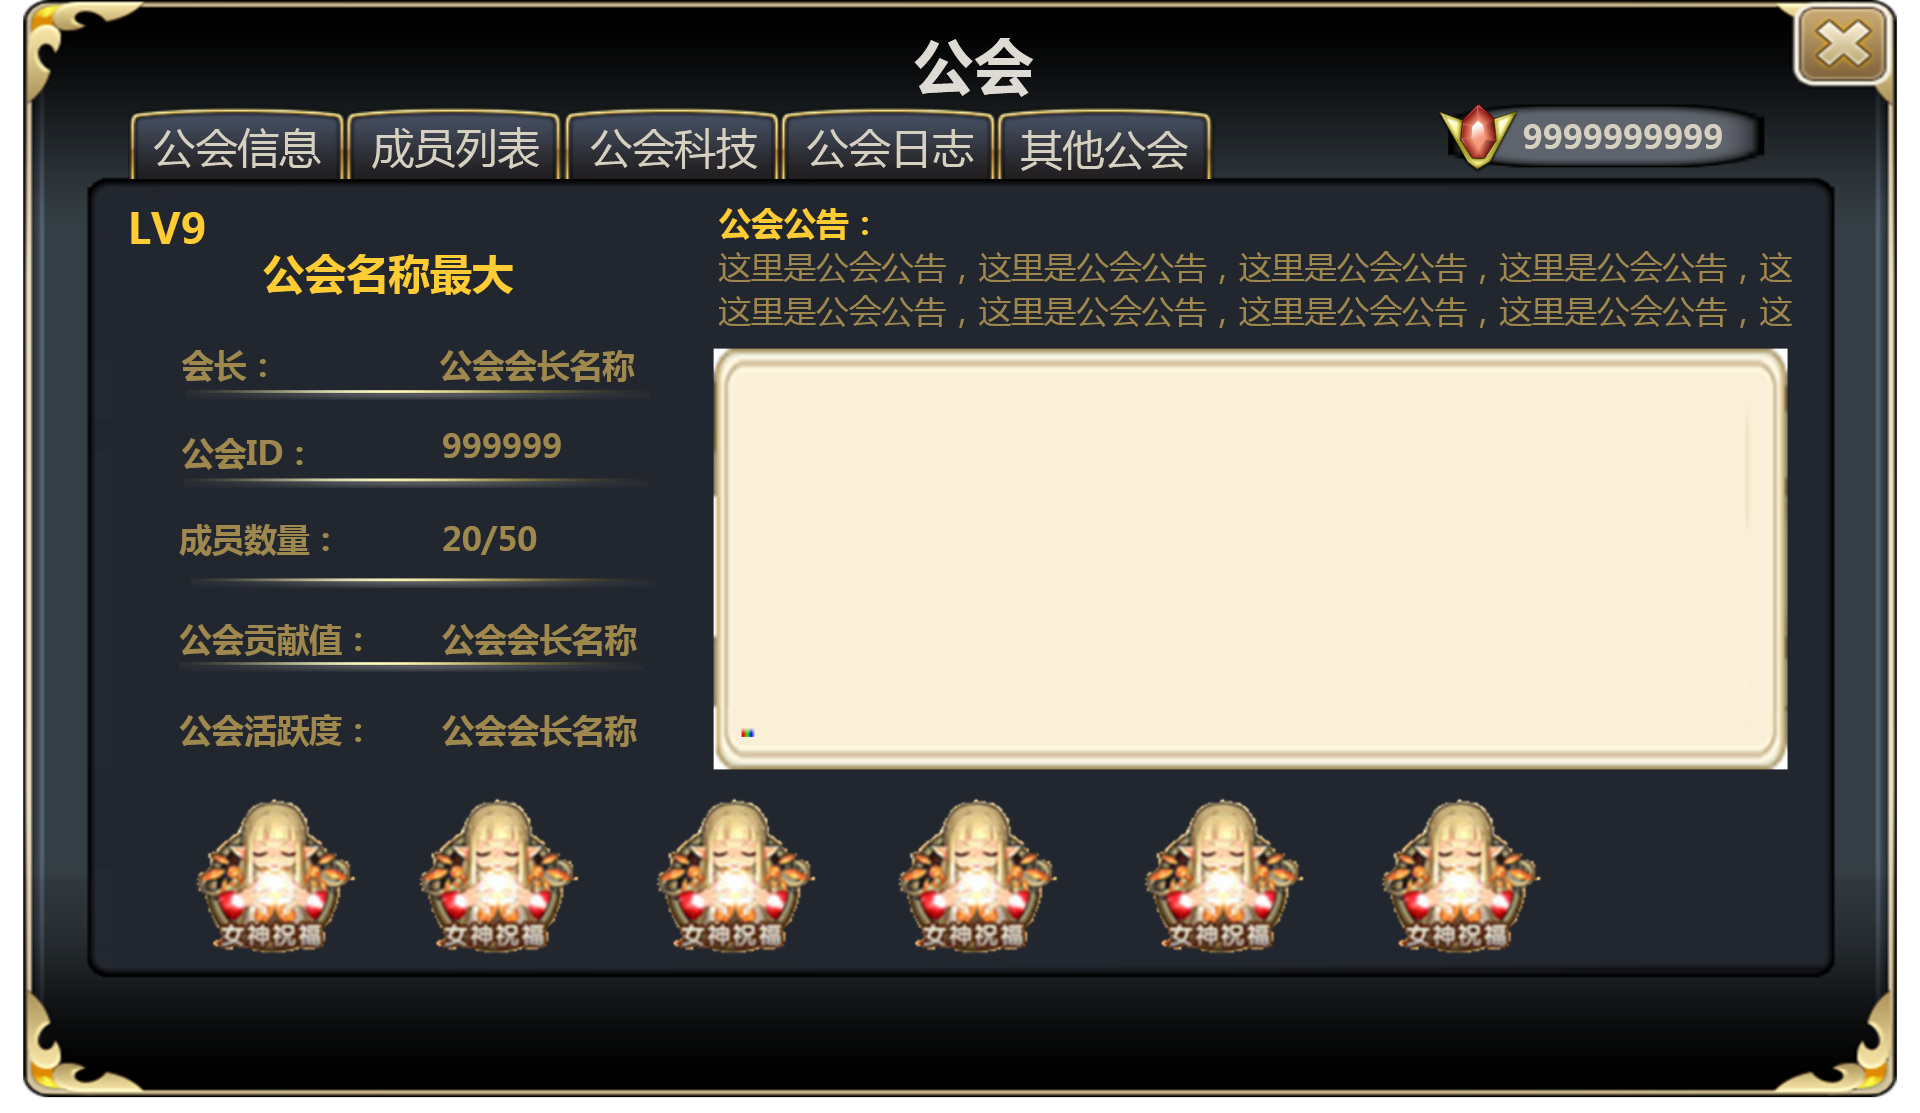 公会
公会信息 成员列表 公会科技 公会日志 其他公会
9999999999
LV9
公会名称最大
公会公告：
这里是公会公告，这里是公会公告，这里是公会公告，这里是公会公告，这
这里是公会公告，这里是公会公告，这里是公会公告，这里是公会公告，这
会长： 公会会长名称
公会ID： 999999
成员数量： 20/50
公会贡献值： 公会会长名称
公会活跃度： 公会会长名称
女神祝福 女神祝福 女神祝福 女神祝福 女神祝福 女神祝福